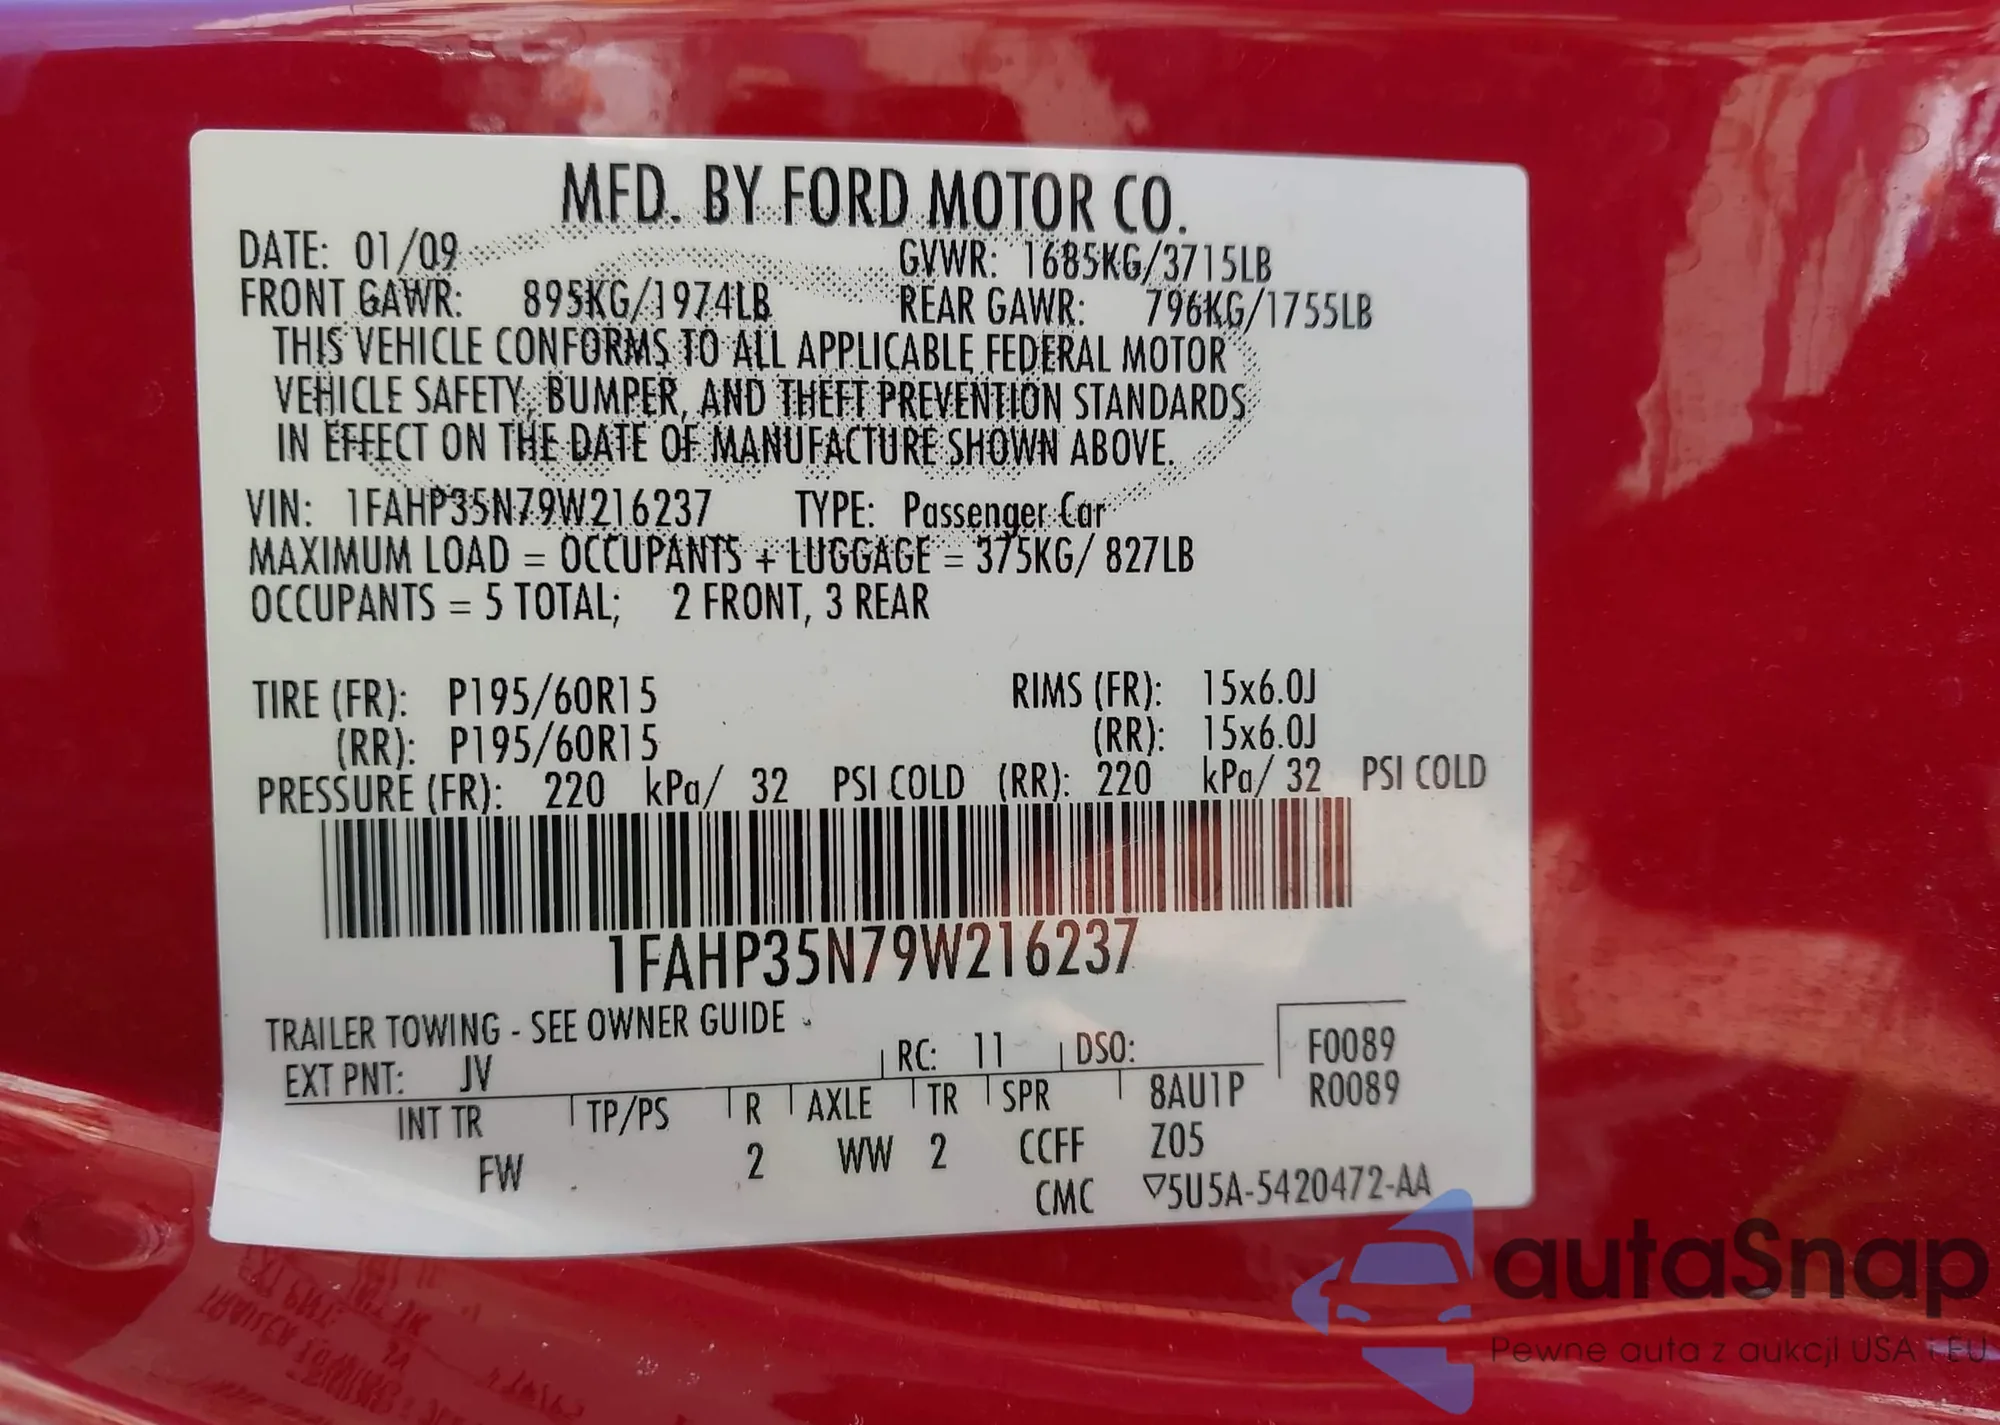 MFD. BY FORD MOTOR CO.
DATE: 01/09 GVWR: 1685KG/3715LB
FRONT GAWR: 895KG/1974LB REAR GAWR: 796KG/1755LB
THIS VEHICLE CONFORMS TO ALL APPLICABLE FEDERAL MOTOR
VEHICLE SAFETY, BUMPER, AND THEFT PREVENTION STANDARDS
IN EFFECT ON THE DATE OF MANUFACTURE SHOWN ABOVE.
VIN: 1FAHP35N79W216237 TYPE: Passenger Car
MAXIMUM LOAD = OCCUPANTS + LUGGAGE = 375KG/ 827LB
OCCUPANTS = 5 TOTAL; 2 FRONT, 3 REAR
TIRE (FR): P195/60R15 RIMS (FR): 15x6.0J
(RR): P195/60R15 (RR): 15x6.0J
PRESSURE (FR): 220 kPa/ 32 PSI COLD (RR): 220 kPa/ 32 PSI COLD
1FAHP35N79W216237
TRAILER TOWING - SEE OWNER GUIDE
EXT PNT: JV RC: 11 DSO: F0089
INT TR TP/PS R AXLE TR SPR 8AU1P R0089
FW 2 WW 2 CCFF Z05
CMC ▽5U5A-5420472-AA
autaSnap
Pewne auta z aukcji USA i EU